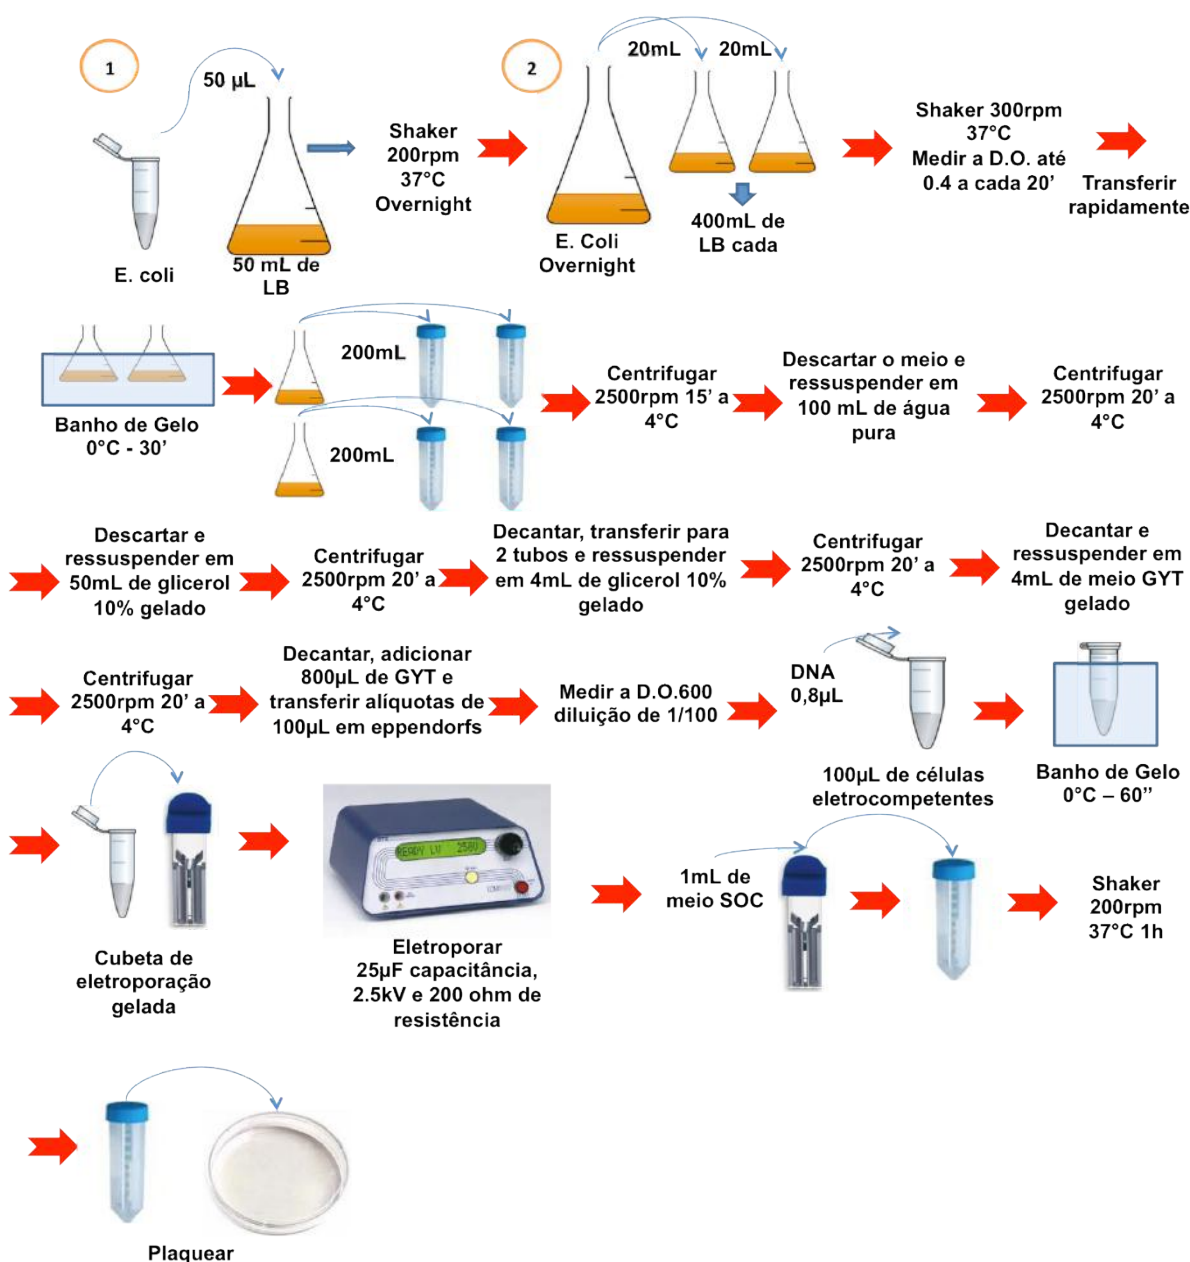 1
50 µL
E. coli
50 mL de
LB
Shaker
200rpm
37°C
Overnight
2
20mL
20mL
E. Coli
Overnight
400mL de
LB cada
Shaker 300rpm
37°C
Medir a D.O. até
0.4 a cada 20’
Transferir
rapidamente
Banho de Gelo
0°C - 30’
200mL
200mL
Centrifugar
2500rpm 15’ a
4°C
Descartar o meio e
ressuspender em
100 mL de água
pura
Centrifugar
2500rpm 20’ a
4°C
Descartar e
ressuspender em
50mL de glicerol
10% gelado
Centrifugar
2500rpm 20’ a
4°C
Decantar, transferir para
2 tubos e ressuspender
em 4mL de glicerol 10%
gelado
Centrifugar
2500rpm 20’ a
4°C
Decantar e
ressuspender em
4mL de meio GYT
gelado
Centrifugar
2500rpm 20’ a
4°C
Decantar, adicionar
800µL de GYT e
transferir alíquotas de
100µL em eppendorfs
Medir a D.O.600
diluição de 1/100
DNA
0,8µL
100µL de células
eletrocompetentes
Banho de Gelo
0°C – 60”
Cubeta de
eletroporação
gelada
READY LV 2580
Eletroporar
25µF capacitância,
2.5kV e 200 ohm de
resistência
1mL de
meio SOC
Shaker
200rpm
37°C 1h
Plaquear